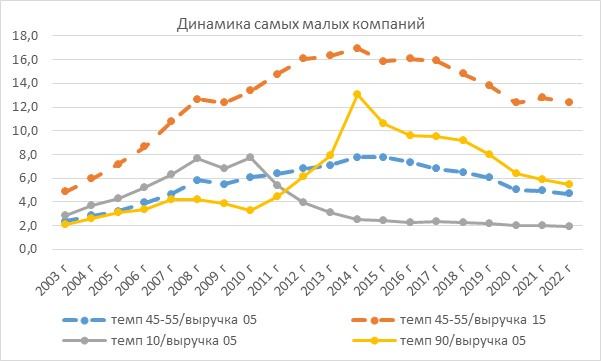 Динамика самых малых компаний
18,0
16,0
14,0
12,0
10,0
8,0
6,0
4,0
2,0
0,0
2003 г 2004 г 2005 г 2006 г 2007 г 2008 г 2009 г 2010 г 2011 г 2012 г 2013 г 2014 г 2015 г 2016 г 2017 г 2018 г 2019 г 2020 г 2021 г 2022 г
темп 45-55/выручка 05 темп 45-55/выручка 15
темп 10/выручка 05 темп 90/выручка 05